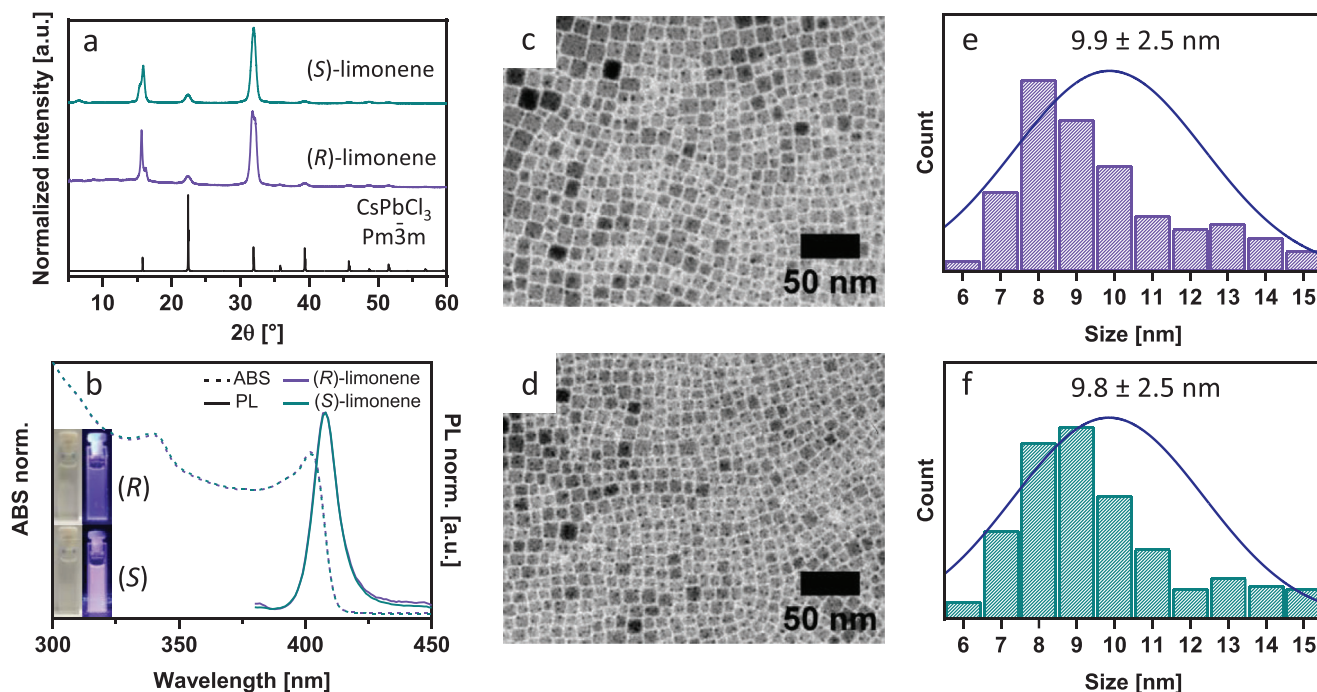 a
(S)-limonene
(R)-limonene
CsPbCl₃
Pm3̄m
Normalized intensity [a.u.]
5 10 20 30 40 50 60
2θ [°]
b
ABS (R)-limonene
PL (S)-limonene
(R)
(S)
ABS norm.
PL norm. [a.u.]
300 350 400 450
Wavelength [nm]
c
50 nm
d
50 nm
e
9.9 ± 2.5 nm
Count
6 7 8 9 10 11 12 13 14 15
Size [nm]
f
9.8 ± 2.5 nm
Count
6 7 8 9 10 11 12 13 14 15
Size [nm]